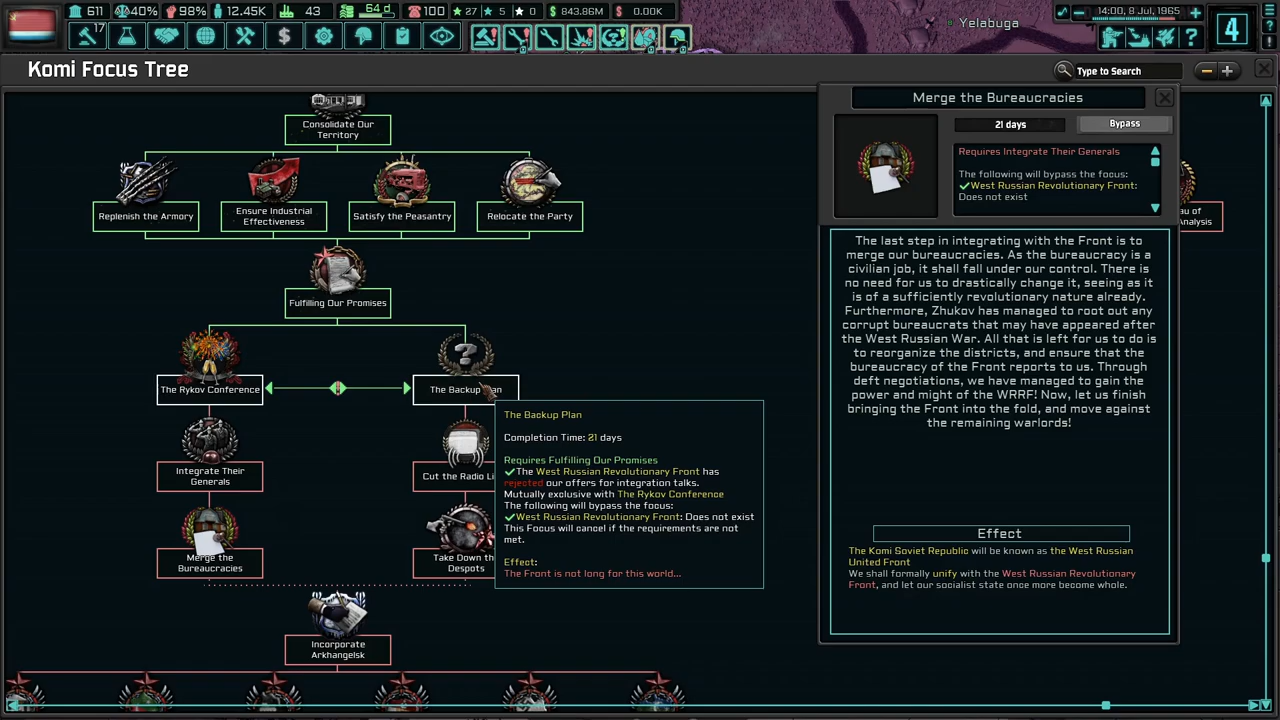 611
40%
98%
12.45K
43
64 d
100
27
5
0
$ 843.86M
$ 0.00K
Yelabuga
14:00, 8 Jul, 1965
4
17
Komi Focus Tree
Type to Search
Consolidate Our
Territory
Replenish the Armory
Ensure Industrial
Effectiveness
Satisfy the Peasantry
Relocate the Party
Fulfilling Our Promises
The Rykov Conference
The Backup Plan
Integrate Their
Generals
Cut the Radio Li
Merge the
Bureaucracies
Take Down th
Despots
Incorporate
Arkhangelsk
The Backup Plan
Completion Time: 21 days
Requires Fulfilling Our Promises
The West Russian Revolutionary Front has
rejected our offers for integration talks.
Mutually exclusive with The Rykov Conference
The following will bypass the focus:
West Russian Revolutionary Front: Does not exist
This Focus will cancel if the requirements are not
met.
Effect:
The Front is not long for this world...
Merge the Bureaucracies
21 days
Bypass
Requires Integrate Their Generals
The following will bypass the focus:
West Russian Revolutionary Front:
Does not exist
The last step in integrating with the Front is to
merge our bureaucracies. As the bureaucracy is a
civilian job, it shall fall under our control. There is
no need for us to drastically change it, seeing as it
is of a sufficiently revolutionary nature already.
Furthermore, Zhukov has managed to root out any
corrupt bureaucrats that may have appeared after
the West Russian War. All that is left for us to do is
to reorganize the districts, and ensure that the
bureaucracy of the Front reports to us. Through
deft negotiations, we have managed to gain the
power and might of the WRRF! Now, let us finish
bringing the Front into the fold, and move against
the remaining warlords!
Effect
The Komi Soviet Republic will be known as the West Russian
United Front
We shall formally unify with the West Russian Revolutionary
Front, and let our socialist state once more become whole.
au of
Analysis